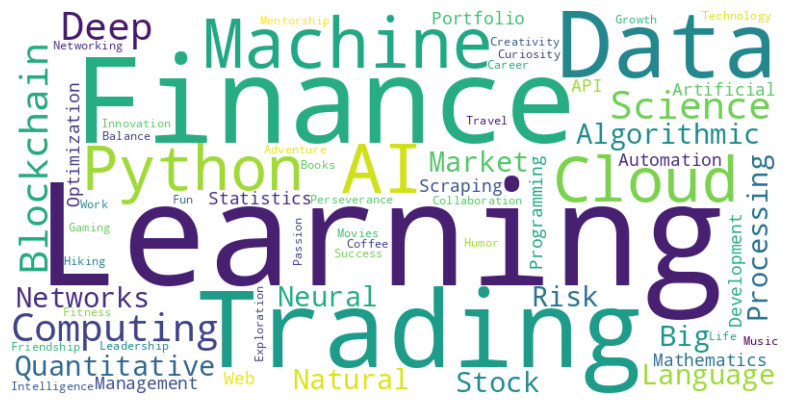 Deep
Mentorship
Portfolio
Growth
Technology
Networking
Machine
Creativity
Curiosity
Career
Data
Finance
API
Artificial
Blockchain
Optimization
Innovation
Balance
Travel
Science
Algorithmic
Python
Adventure
Books
AI
Market
Scraping
Programming
Cloud
Automation
Processing
Work
Fun
Statistics
Perseverance
Collaboration
Learning
Gaming
Hiking
Passion
Movies
Coffee
Success
Humor
Development
Networks
Fitness
Exploration
Neural
Trading
Risk
Computing
Friendship
Leadership
Big
Life
Music
Quantitative
Intelligence
Management
Web
Natural
Stock
Mathematics
Language